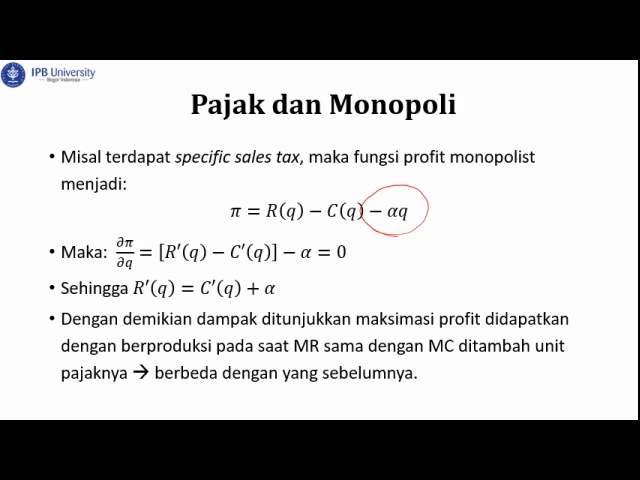 IPB University
Bogor Indonesia
Pajak dan Monopoli
• Misal terdapat specific sales tax, maka fungsi profit monopolist
menjadi:
π = R(q) − C(q) − αq
• Maka: ∂π/∂q = [R′(q) − C′(q)] − α = 0
• Sehingga R′(q) = C′(q) + α
• Dengan demikian dampak ditunjukkan maksimasi profit didapatkan
dengan berproduksi pada saat MR sama dengan MC ditambah unit
pajaknya → berbeda dengan yang sebelumnya.